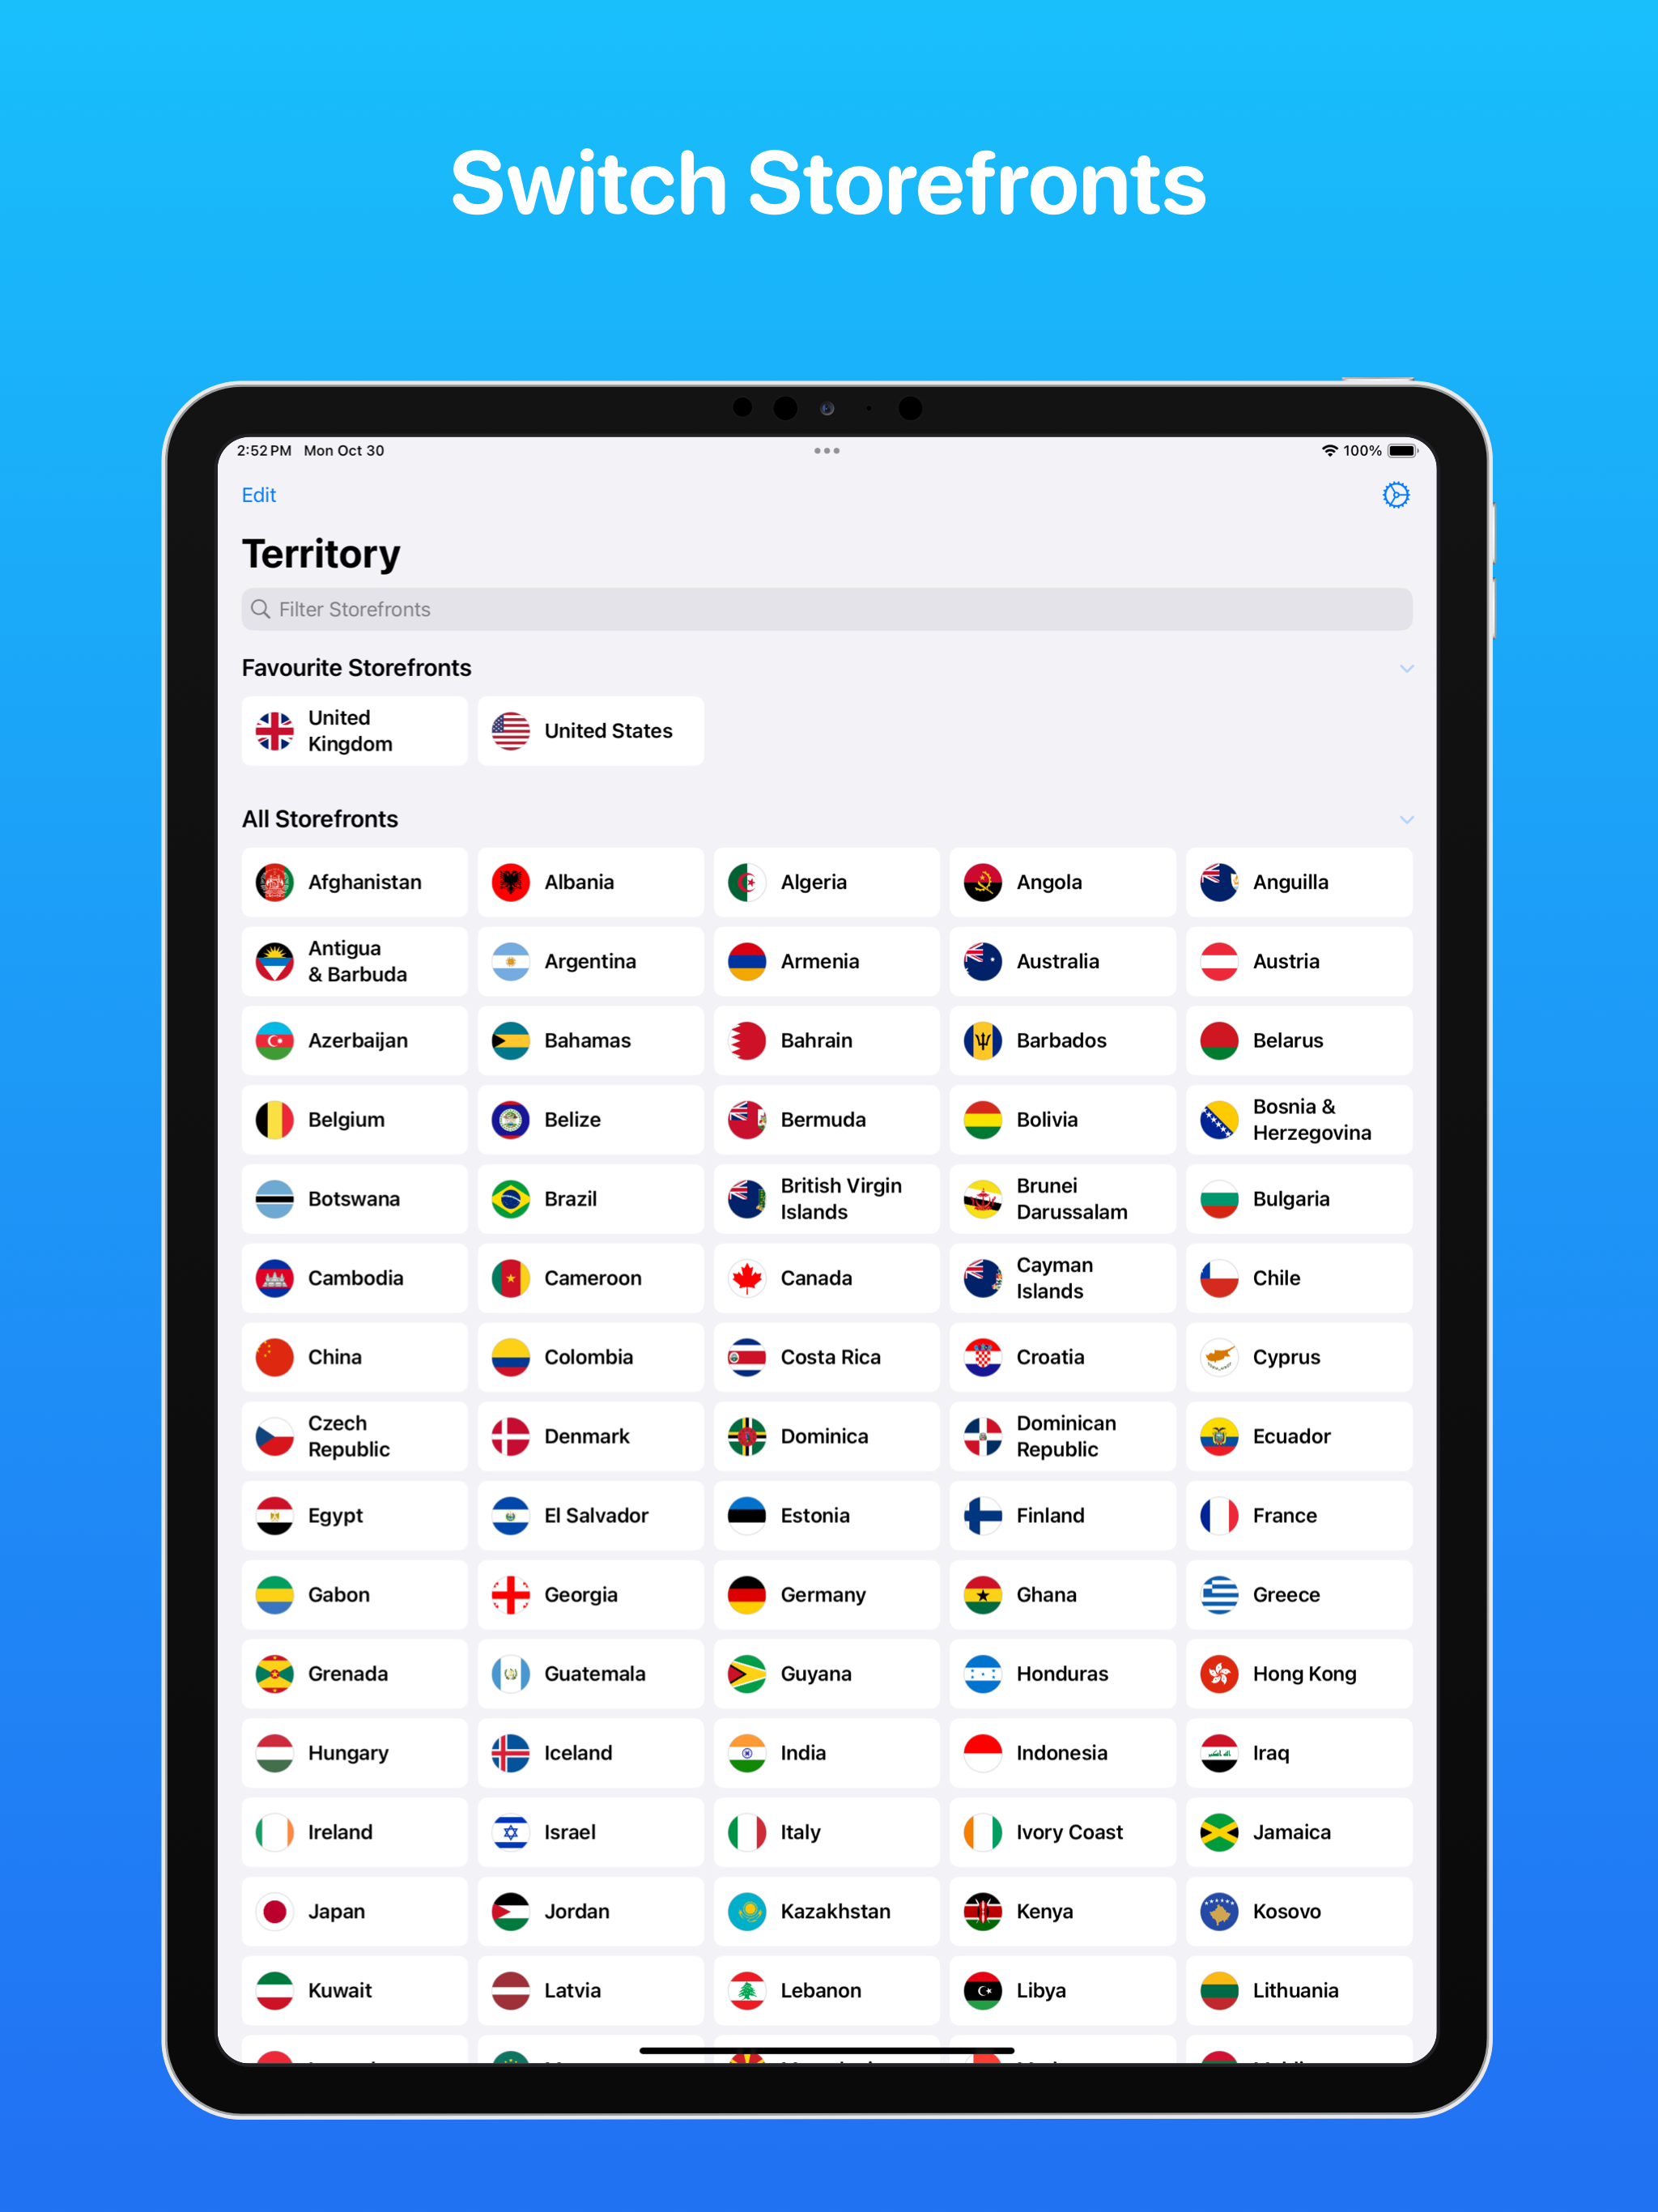 Switch Storefronts
2:52 PM Mon Oct 30
100%
Edit
Territory
Filter Storefronts
Favourite Storefronts
United
Kingdom
United States
All Storefronts
Afghanistan
Albania
Algeria
Angola
Anguilla
Antigua
& Barbuda
Argentina
Armenia
Australia
Austria
Azerbaijan
Bahamas
Bahrain
Barbados
Belarus
Belgium
Belize
Bermuda
Bolivia
Bosnia &
Herzegovina
Botswana
Brazil
British Virgin
Islands
Brunei
Darussalam
Bulgaria
Cambodia
Cameroon
Canada
Cayman
Islands
Chile
China
Colombia
Costa Rica
Croatia
Cyprus
Czech
Republic
Denmark
Dominica
Dominican
Republic
Ecuador
Egypt
El Salvador
Estonia
Finland
France
Gabon
Georgia
Germany
Ghana
Greece
Grenada
Guatemala
Guyana
Honduras
Hong Kong
Hungary
Iceland
India
Indonesia
Iraq
Ireland
Israel
Italy
Ivory Coast
Jamaica
Japan
Jordan
Kazakhstan
Kenya
Kosovo
Kuwait
Latvia
Lebanon
Libya
Lithuania